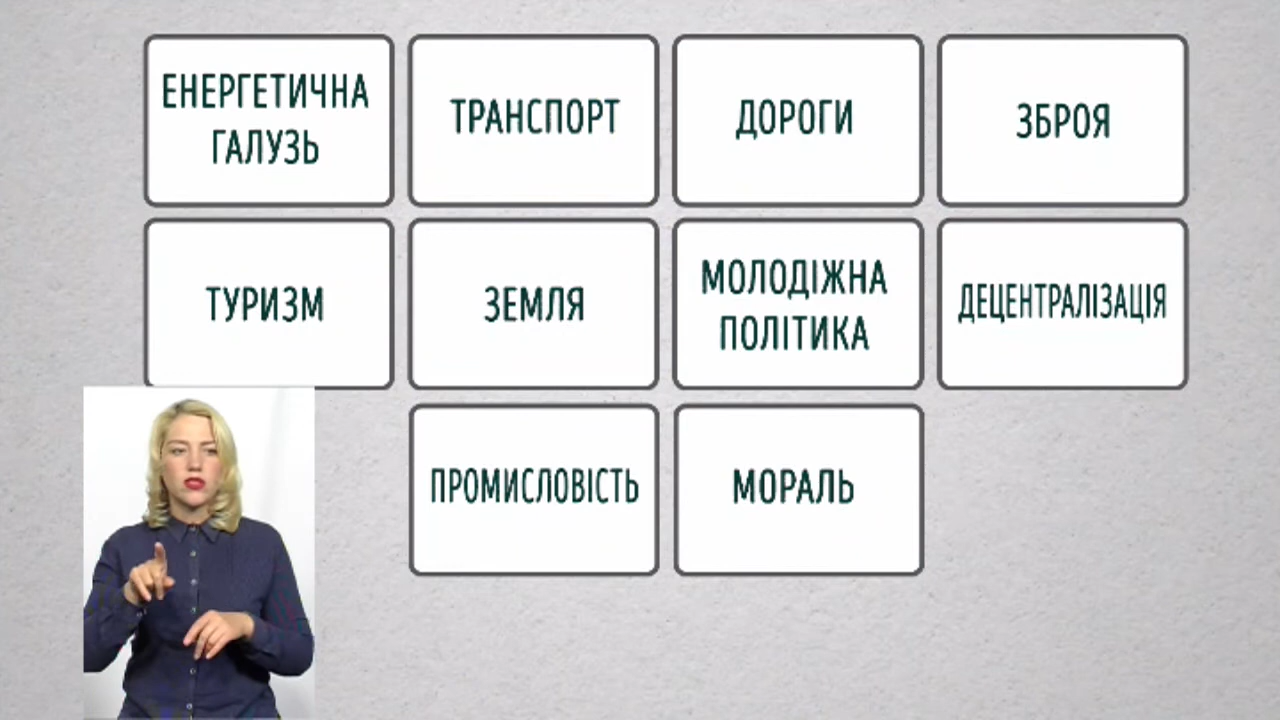 ЕНЕРГЕТИЧНА
ГАЛУЗЬ
ТРАНСПОРТ
ДОРОГИ
ЗБРОЯ
ТУРИЗМ
ЗЕМЛЯ
МОЛОДІЖНА
ПОЛІТИКА
ДЕЦЕНТРАЛІЗАЦІЯ
ПРОМИСЛОВІСТЬ
МОРАЛЬ